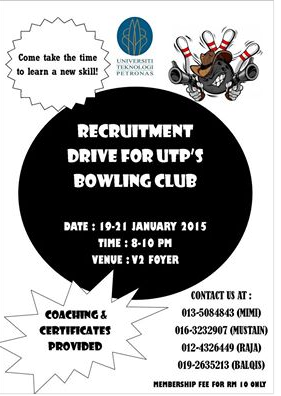 Come take the time
to learn a new skill!
UNIVERSITI
TEKNOLOGI
PETRONAS
RECRUITMENT
DRIVE FOR UTP'S
BOWLING CLUB
DATE : 19-21 JANUARY 2015
TIME : 8-10 PM
VENUE : V2 FOYER
COACHING &
CERTIFICATES
PROVIDED
CONTACT US AT :
013-5084843 (MIMI)
016-3232907 (MUSTAIN)
012-4326449 (RAJA)
019-2635213 (BALQIS)
MEMBERSHIP FEE FOR RM 10 ONLY